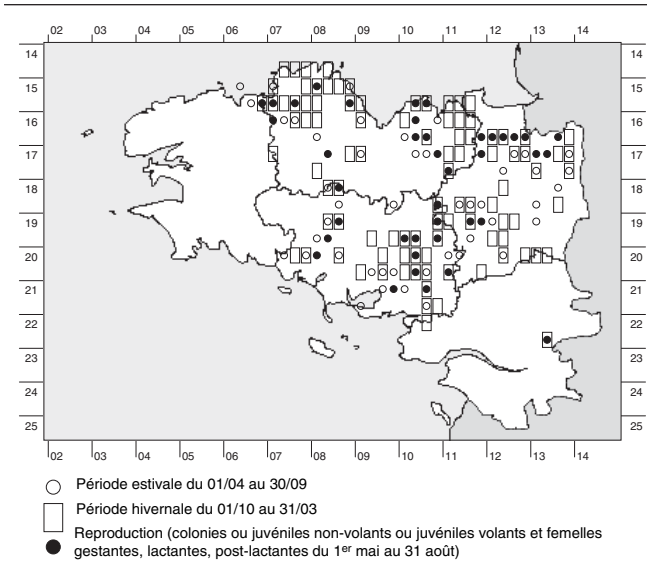 02 03 04 05 06 07 08 09 10 11 12 13 14
14 14
15 15
16 16
17 17
18 18
19 19
20 20
21 21
22 22
23 23
24 24
25 25
02 03 04 05 06 07 08 09 10 11 12 13 14
Période estivale du 01/04 au 30/09
Période hivernale du 01/10 au 31/03
Reproduction (colonies ou juvéniles non-volants ou juvéniles volants et femelles
gestantes, lactantes, post-lactantes du 1er mai au 31 août)